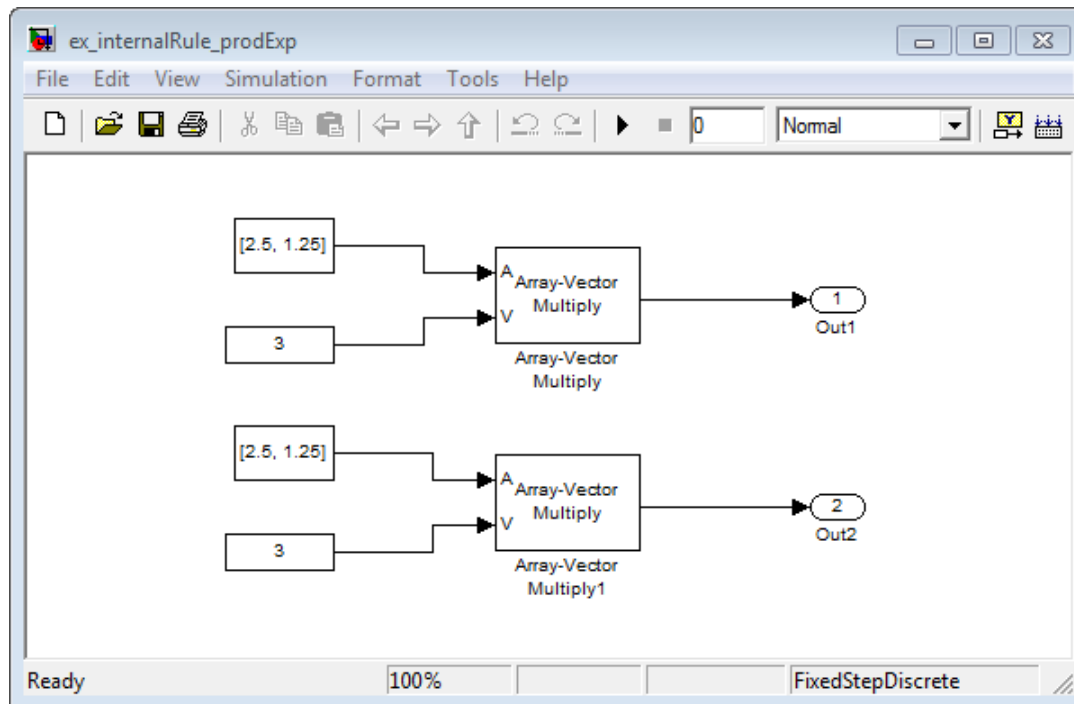 ex_internalRule_prodExp
File Edit View Simulation Format Tools Help
0 Normal
[2.5, 1.25]
A
Array-Vector
Multiply
V
3
Array-Vector
Multiply
1
Out1
[2.5, 1.25]
A
Array-Vector
Multiply
V
3
Array-Vector
Multiply1
2
Out2
Ready 100% FixedStepDiscrete